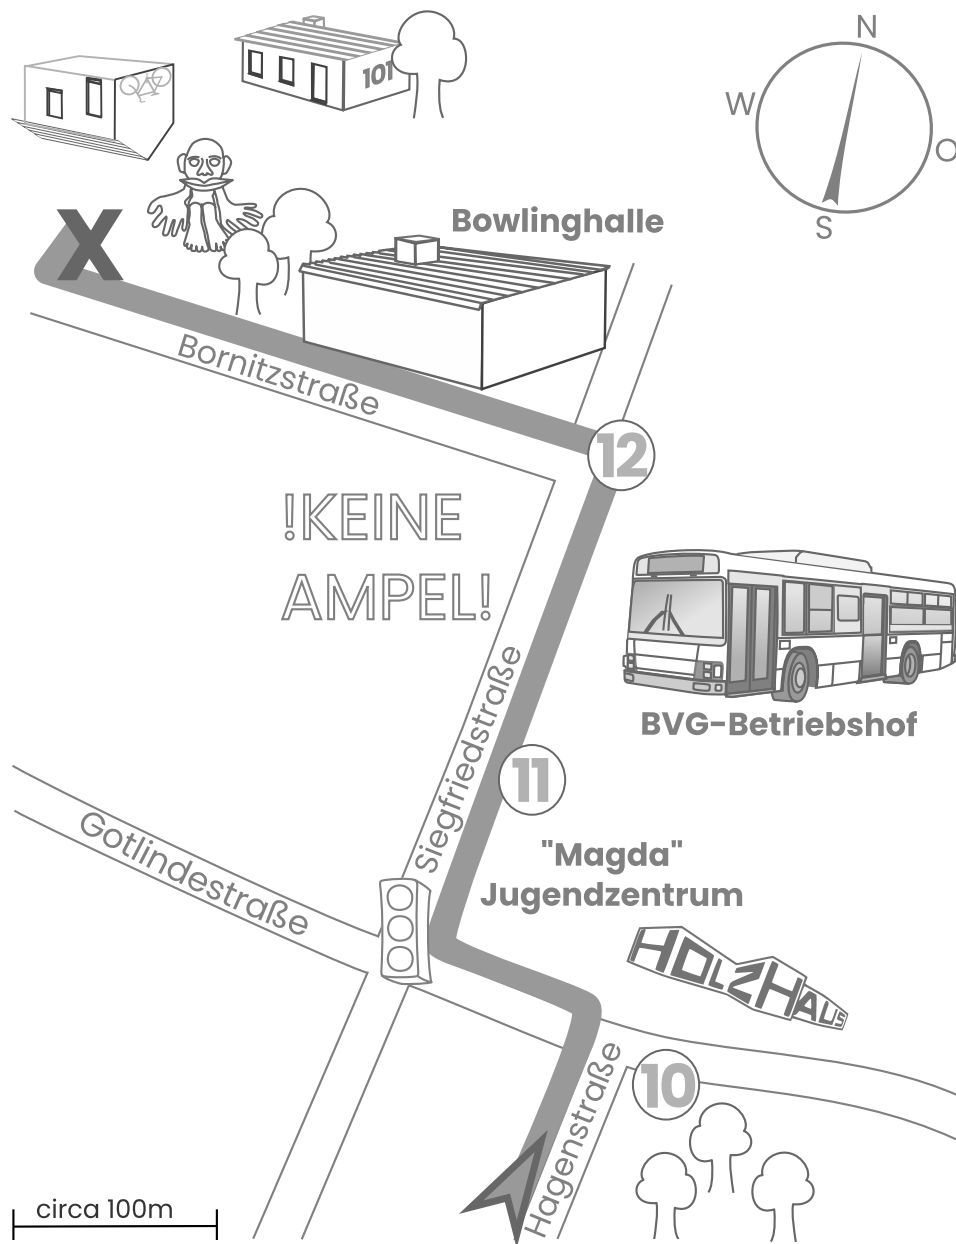 101
N
W
O
S
Bowlinghalle
X
Bornitzstraße
12
!KEINE
AMPEL!
BVG-Betriebshof
Siegfriedstraße
11
"Magda"
Jugendzentrum
Gotlindestraße
HOLZHAUS
10
Hagenstraße
circa 100m